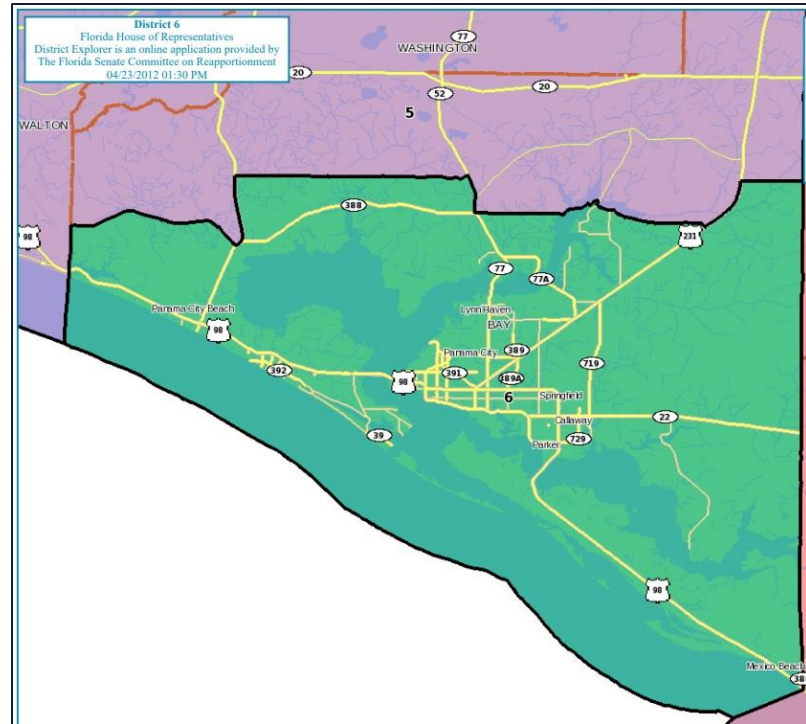 District 6
Florida House of Representatives
District Explorer is an online application provided by
The Florida Senate Committee on Reapportionment
04/23/2012 01:30 PM
77
WASHINGTON
20
52
20
5
WALTON
388
98
231
77
77A
Lynn Haven
BAY
Panama City Beach
98
389
Panama City
719
392
98
391
389A
6
Springfield
22
Callaway
39
Parker
729
98
Mexico Beach